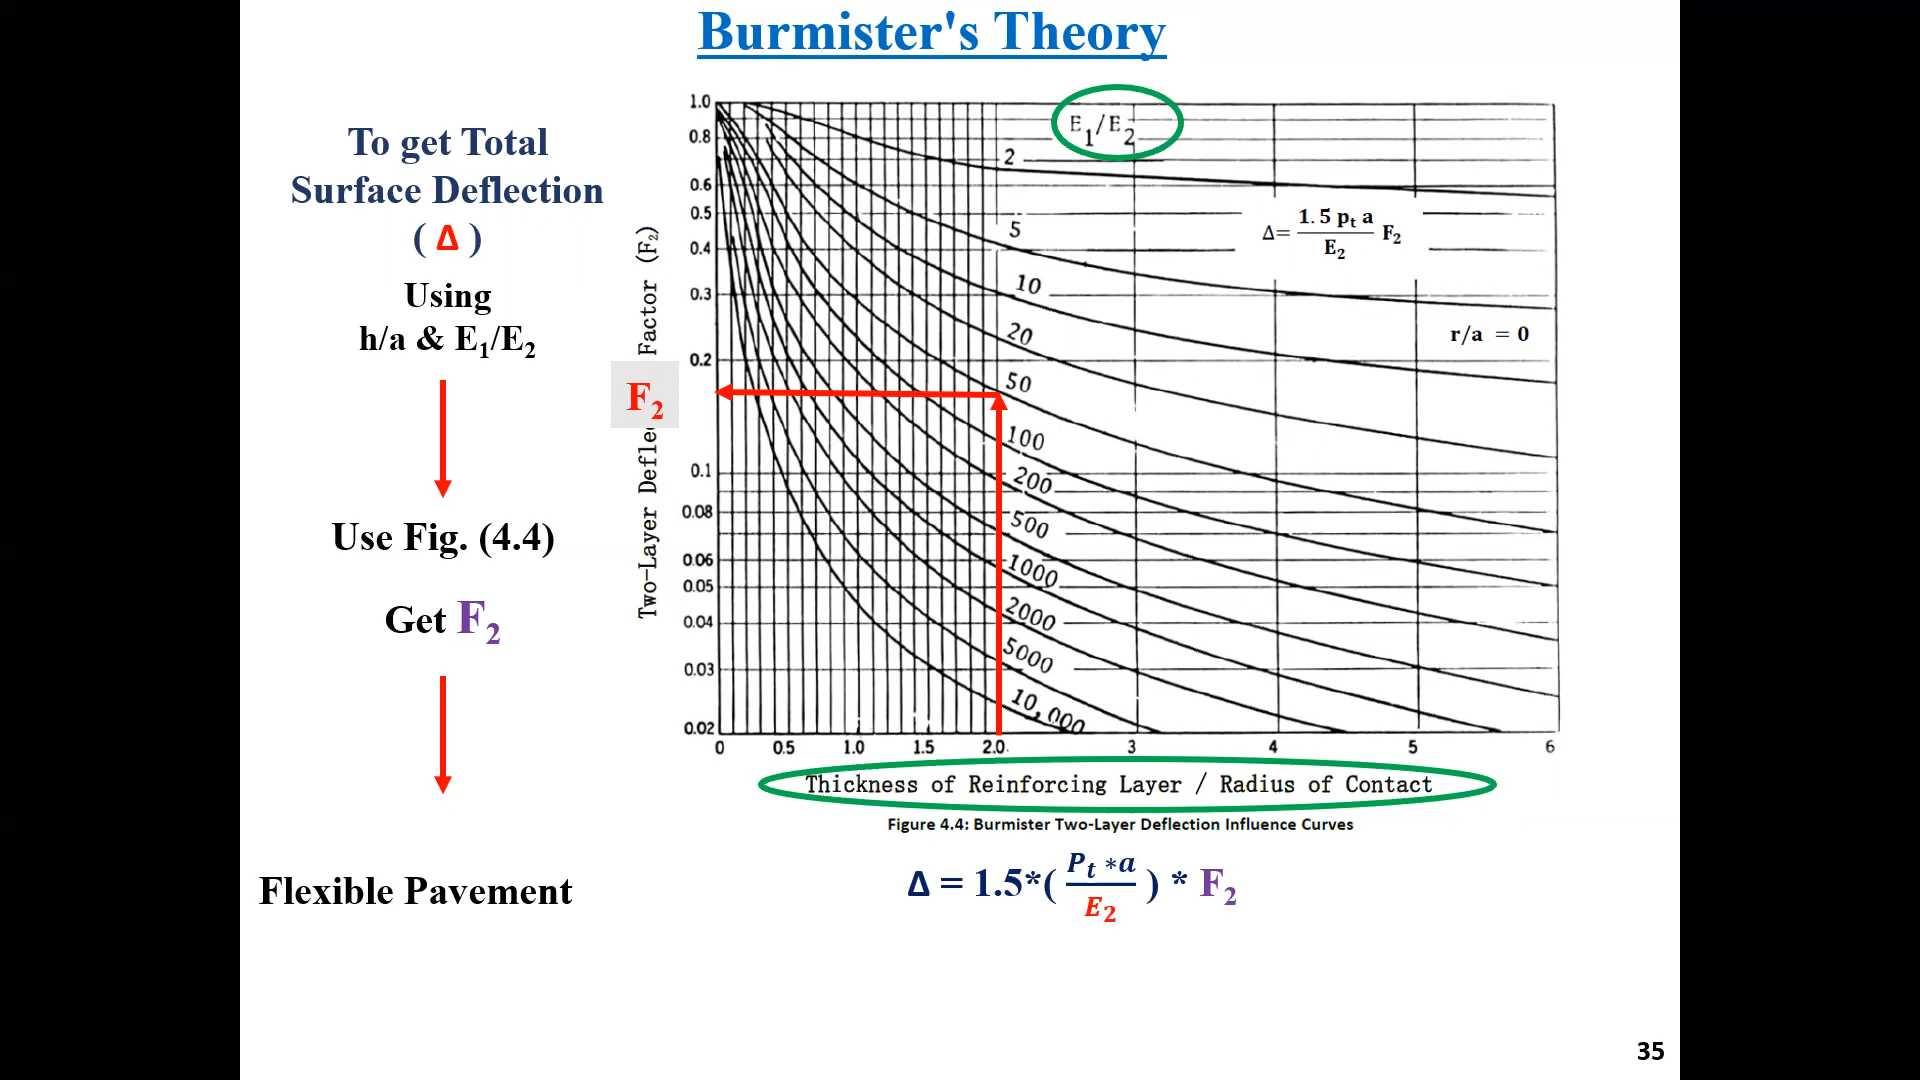 Burmister's Theory
To get Total
Surface Deflection
( Δ )
Using
h/a & E₁/E₂
Use Fig. (4.4)
Get F₂
Flexible Pavement
Two-Layer Deflec
Factor (F₂)
F₂
1.0
0.8
0.6
0.5
0.4
0.3
0.2
0.1
0.08
0.06
0.05
0.04
0.03
0.02
E₁/E₂
2
5
10
20
50
100
200
500
1000
2000
5000
10,000
Δ= 1.5 pₜ a / E₂ F₂
r/a = 0
0 0.5 1.0 1.5 2.0 3 4 5 6
Thickness of Reinforcing Layer / Radius of Contact
Figure 4.4: Burmister Two-Layer Deflection Influence Curves
Δ = 1.5*( Pₜ *a / E₂ ) * F₂
35